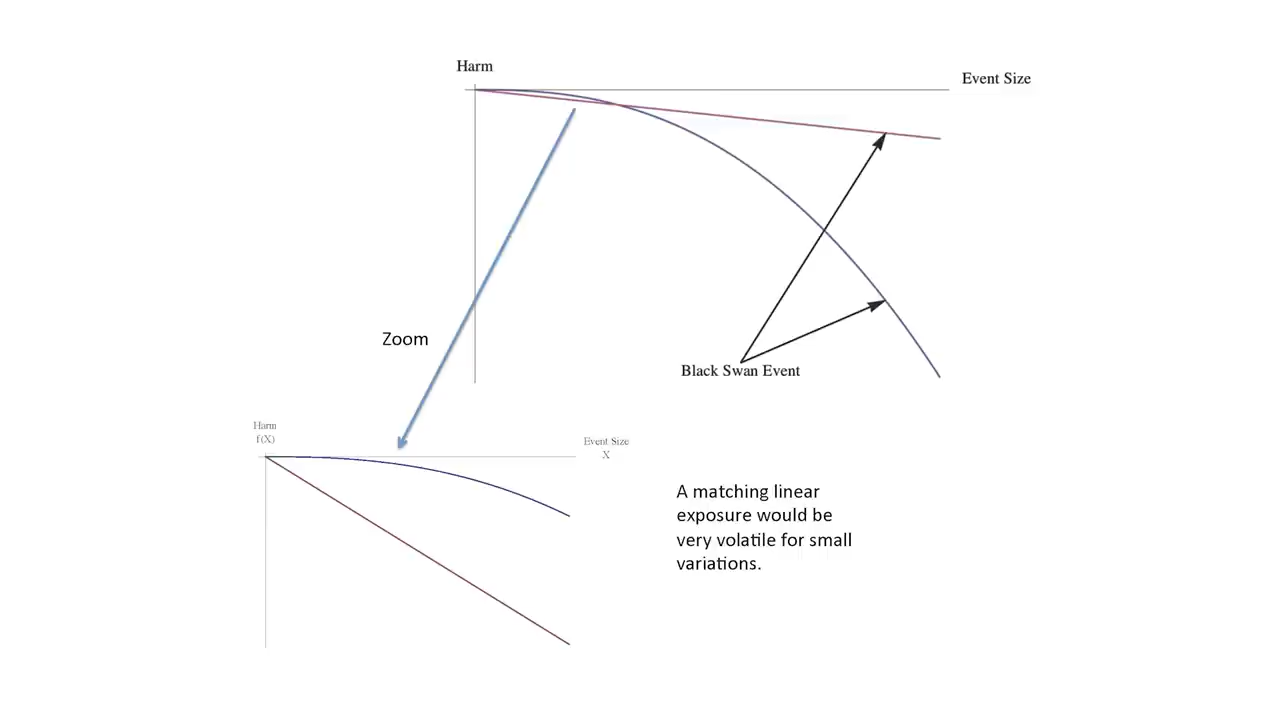 Harm
Event Size
Zoom
Black Swan Event
Harm
f(X)
Event Size
X
A matching linear
exposure would be
very volatile for small
variations.